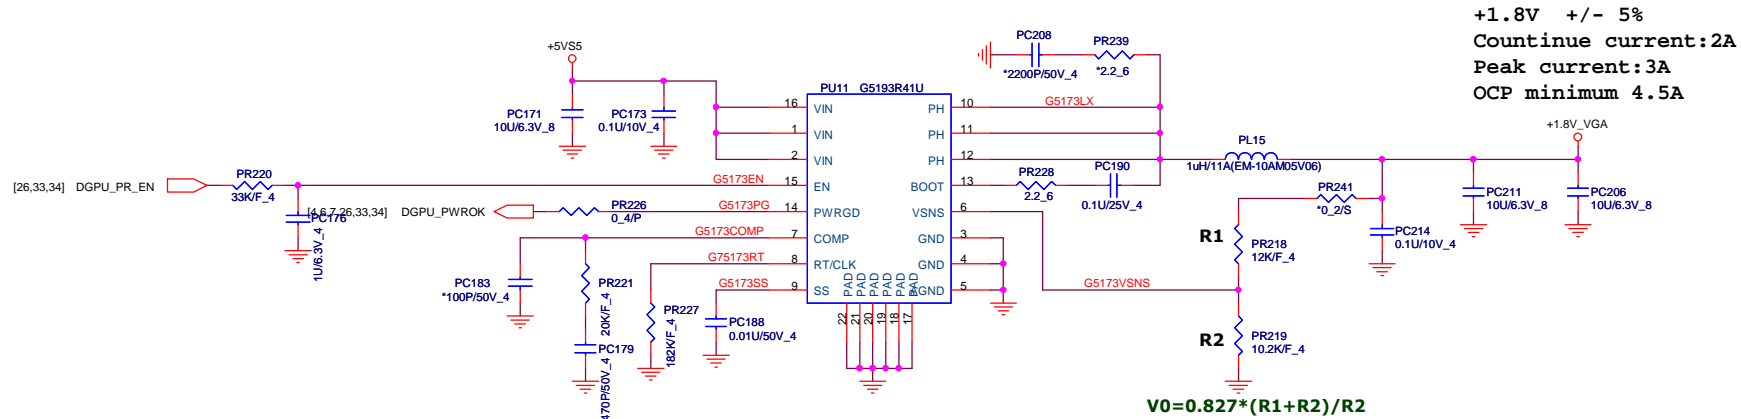 +1.8V +/- 5%
Countinue current:2A
Peak current:3A
OCP minimum 4.5A
+5VS5
PC171
10U/6.3V_8
PC173
0.1U/10V_4
PC208
*2200P/50V_4
PR239
*2.2_6
PU11 G5193R41U
16 VIN
1 VIN
2 VIN
15 EN
14 PWRGD
7 COMP
8 RT/CLK
9 SS
PH 10
PH 11
PH 12
BOOT 13
VSNS 6
GND 3
GND 4
GND 5
PAD PAD PAD PAD PAD PAD
22 21 20 19 18 17
G5173LX
+1.8V_VGA
PL15
1uH/11A(EM-10AM05V06)
PR228
2.2_6
PC190
0.1U/25V_4
PR241
*0_2/S
PC211
10U/6.3V_8
PC206
10U/6.3V_8
PC214
0.1U/10V_4
[26,33,34] DGPU_PR_EN
PR220
33K/F_4
G5173EN
PC176
1U/6.3V_4
[4,6,7,26,33,34] DGPU_PWROK
PR226
0_4/P
G5173PG
G5173COMP
G75173RT
G5173SS
PC183
*100P/50V_4
PR221
20K/F_4
PC179
470P/50V_4
PR227
182K/F_4
PC188
0.01U/50V_4
R1
PR218
12K/F_4
G5173VSNS
R2
PR219
10.2K/F_4
V0=0.827*(R1+R2)/R2